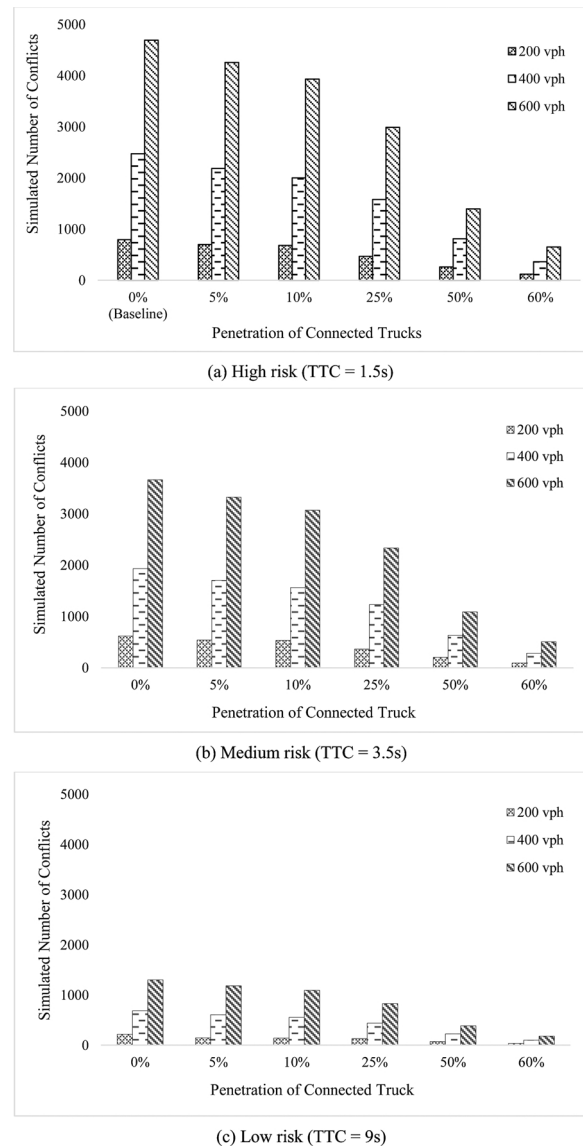 5000
4000
3000
2000
1000
0
Simulated Number of Conflicts
200 vph
400 vph
600 vph
0% 5% 10% 25% 50% 60%
(Baseline)
Penetration of Connected Trucks
(a) High risk (TTC = 1.5s)
5000
4000
3000
2000
1000
0
Simulated Number of Conflicts
200 vph
400 vph
600 vph
0% 5% 10% 25% 50% 60%
Penetration of Connected Truck
(b) Medium risk (TTC = 3.5s)
5000
4000
3000
2000
1000
0
Simulated Number of Conflicts
200 vph
400 vph
600 vph
0% 5% 10% 25% 50% 60%
Penetration of Connected Truck
(c) Low risk (TTC = 9s)